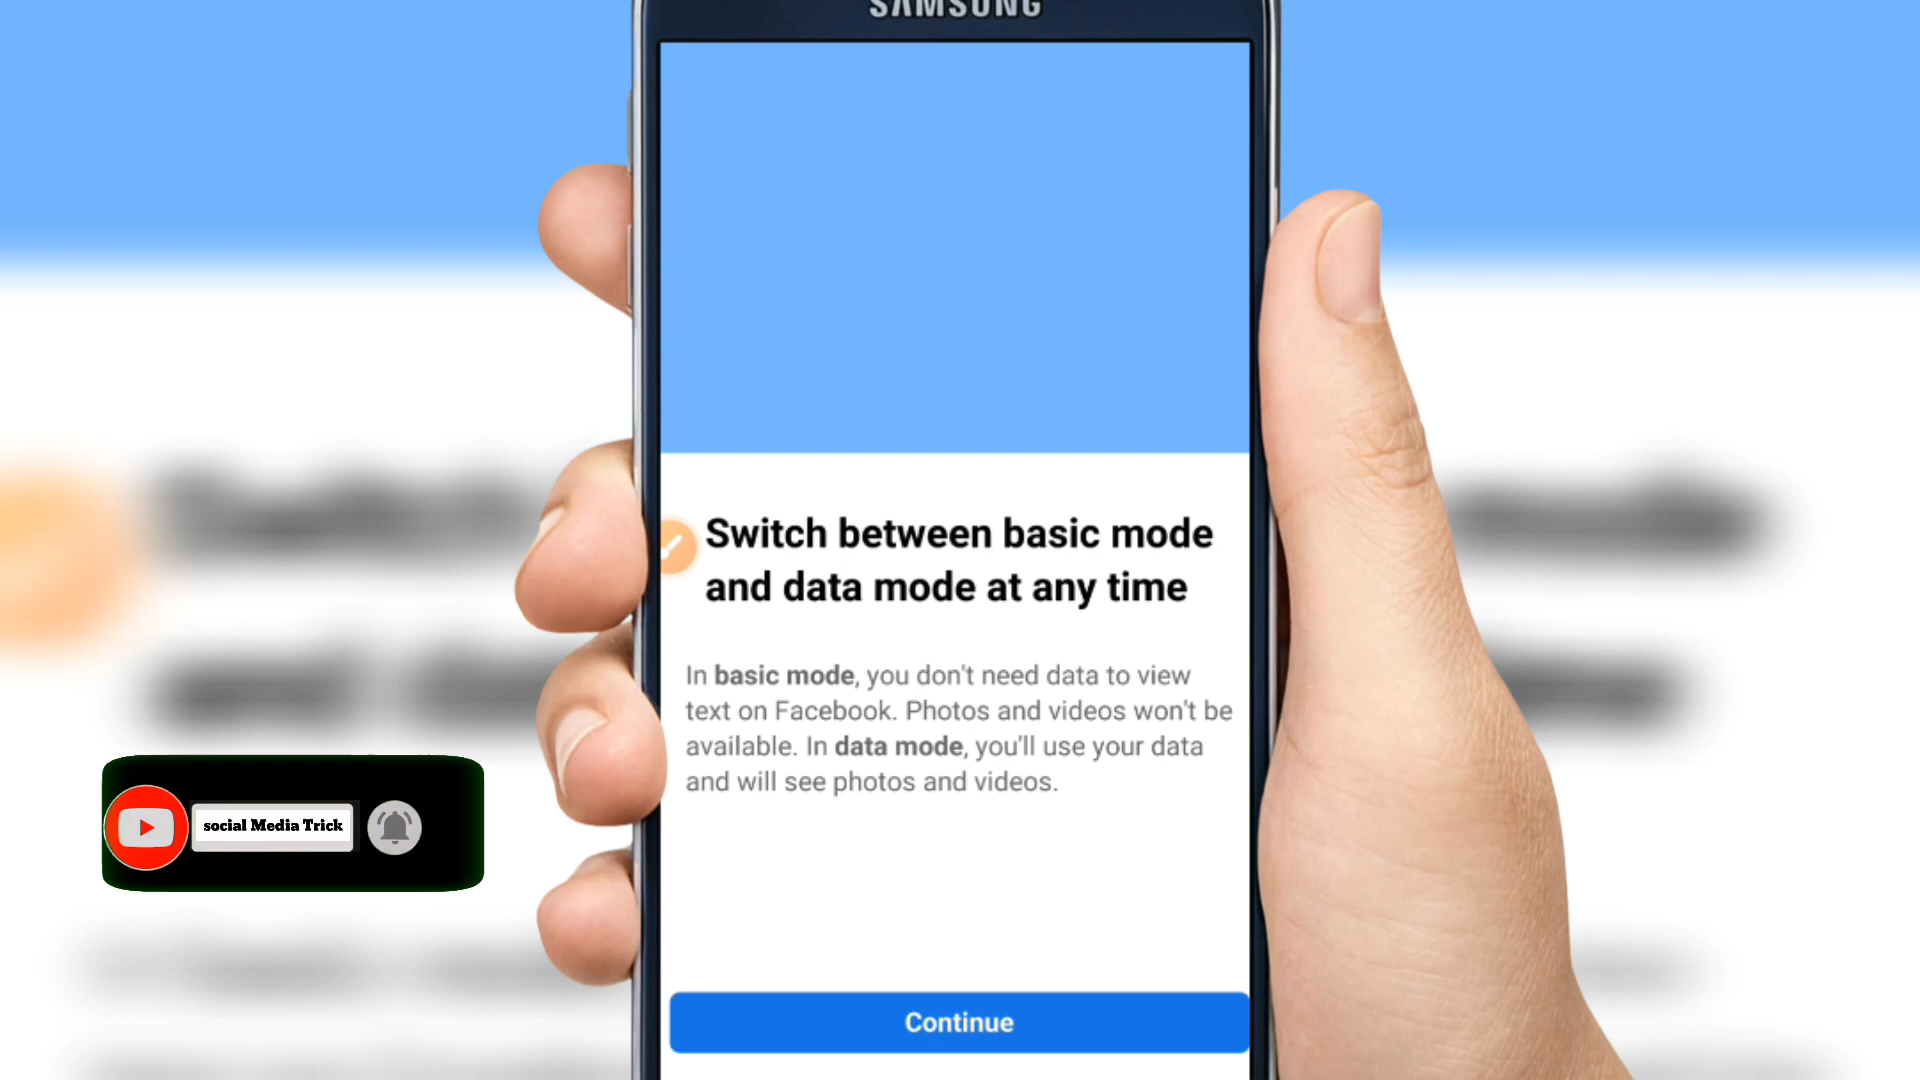 SAMSUNG
Switch between basic mode
and data mode at any time
In basic mode, you don't need data to view
text on Facebook. Photos and videos won't be
available. In data mode, you'll use your data
and will see photos and videos.
social Media Trick
Continue